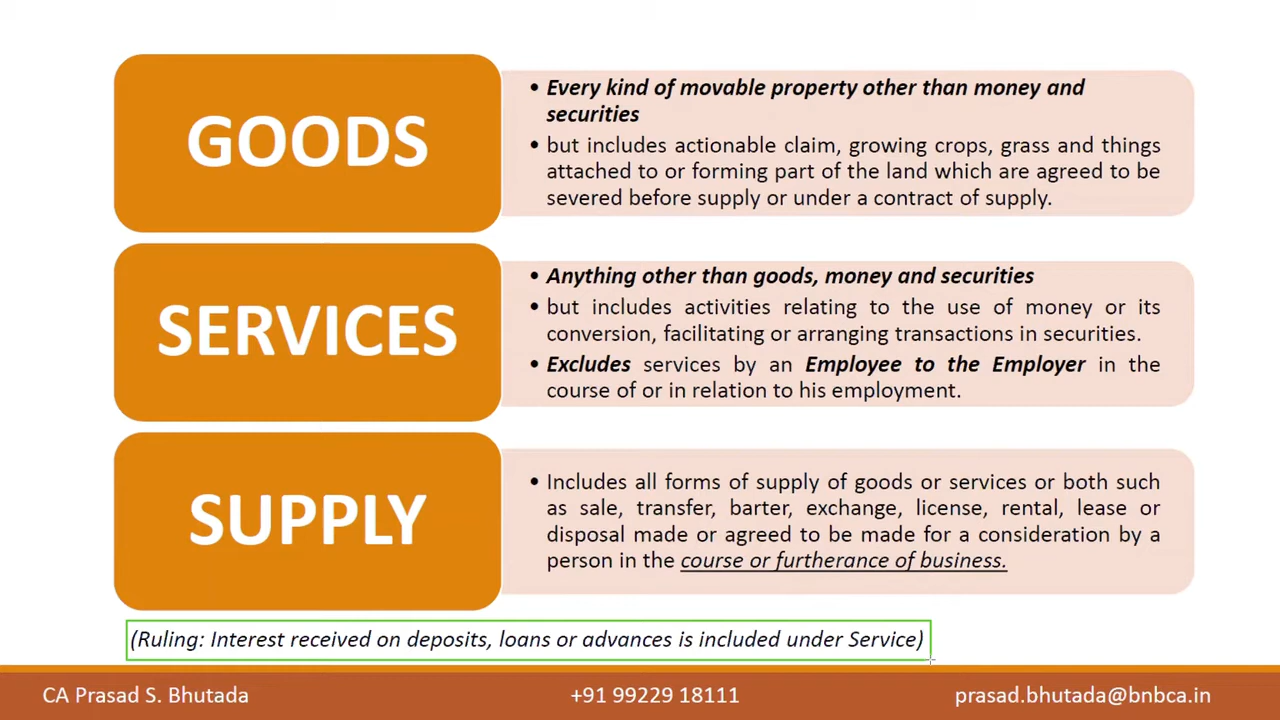 GOODS
• Every kind of movable property other than money and
securities
• but includes actionable claim, growing crops, grass and things
attached to or forming part of the land which are agreed to be
severed before supply or under a contract of supply.
SERVICES
• Anything other than goods, money and securities
• but includes activities relating to the use of money or its
conversion, facilitating or arranging transactions in securities.
• Excludes services by an Employee to the Employer in the
course of or in relation to his employment.
SUPPLY
• Includes all forms of supply of goods or services or both such
as sale, transfer, barter, exchange, license, rental, lease or
disposal made or agreed to be made for a consideration by a
person in the course or furtherance of business.
(Ruling: Interest received on deposits, loans or advances is included under Service)
CA Prasad S. Bhutada
+91 99229 18111
prasad.bhutada@bnbca.in